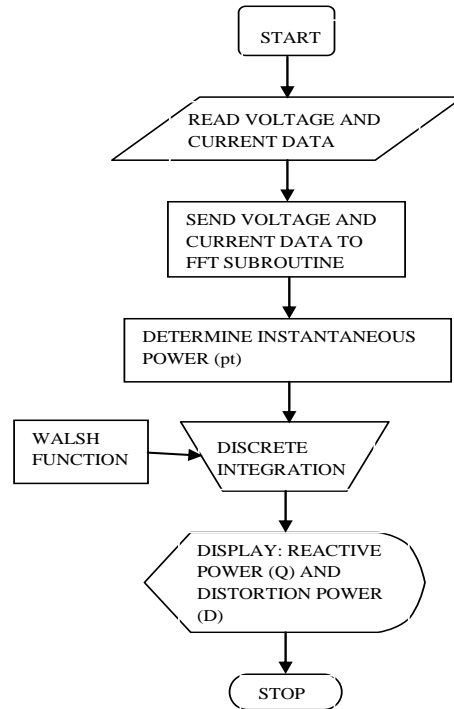 START
READ VOLTAGE AND
CURRENT DATA
SEND VOLTAGE AND
CURRENT DATA TO
FFT SUBROUTINE
DETERMINE INSTANTANEOUS
POWER (pt)
WALSH
FUNCTION
DISCRETE
INTEGRATION
DISPLAY: REACTIVE
POWER (Q) AND
DISTORTION POWER
(D)
STOP